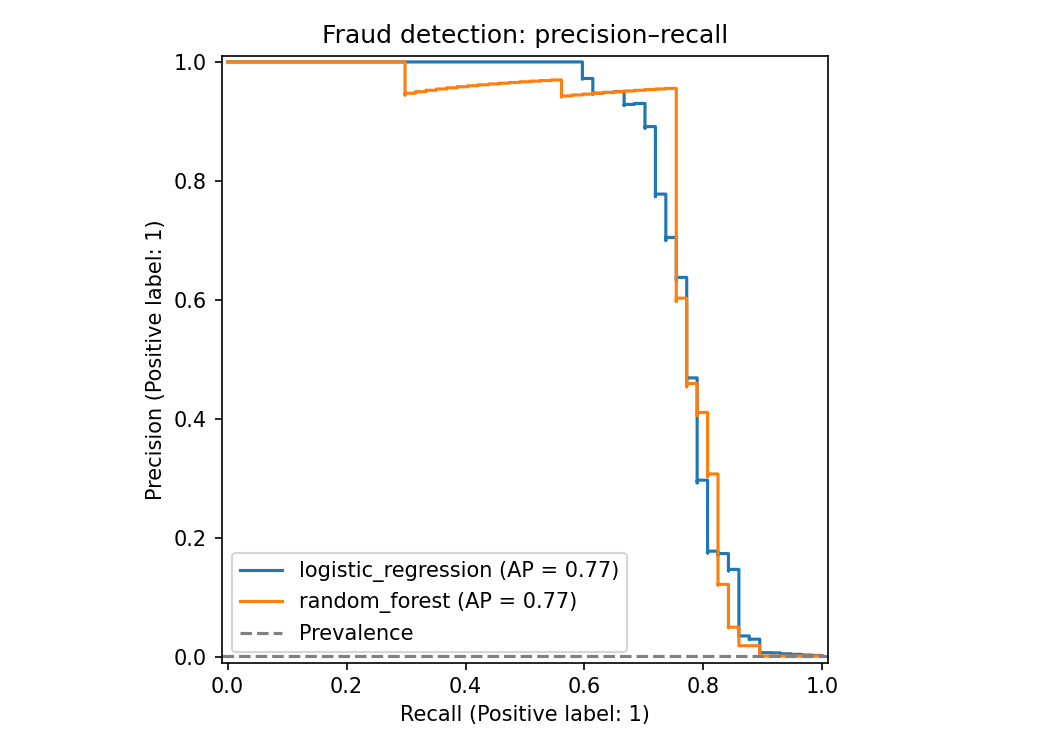 Fraud detection: precision–recall
Precision (Positive label: 1)
1.0
0.8
0.6
0.4
0.2
0.0
logistic_regression (AP = 0.77)
random_forest (AP = 0.77)
Prevalence
0.0 0.2 0.4 0.6 0.8 1.0
Recall (Positive label: 1)